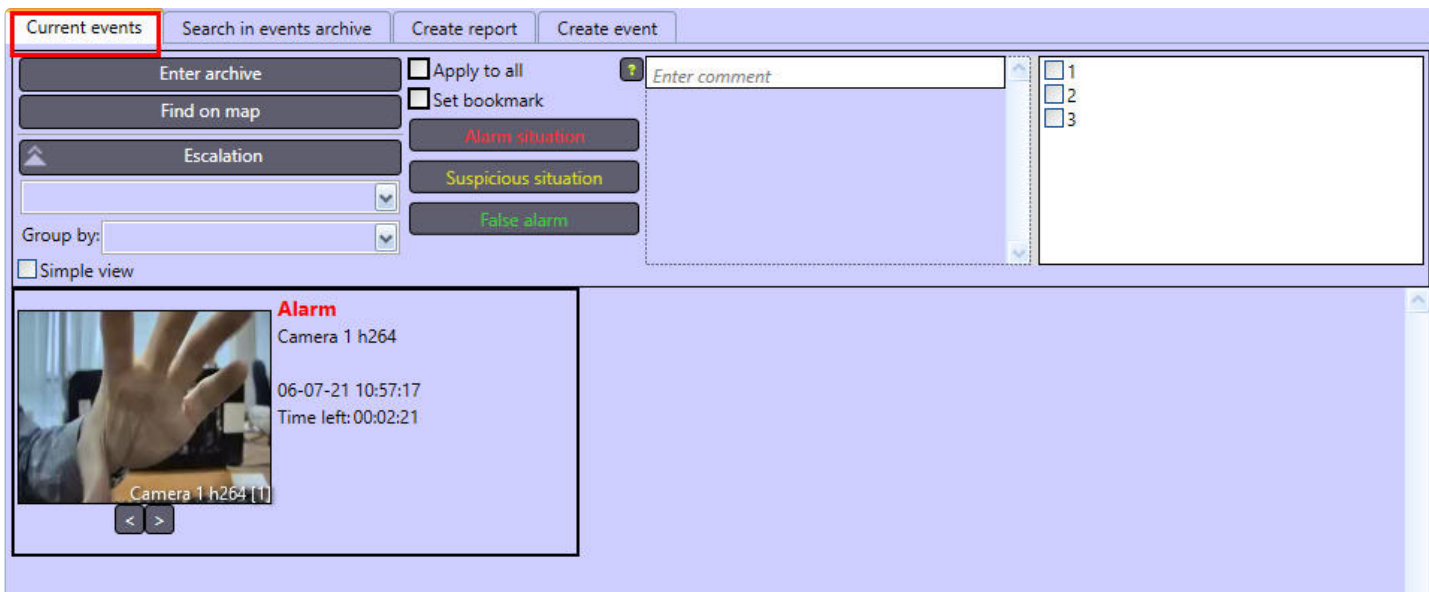 Current events
Search in events archive
Create report
Create event
Enter archive
Find on map
Escalation
Group by:
Simple view
Apply to all
?
Set bookmark
Alarm situation
Suspicious situation
False alarm
Enter comment
1
2
3
Alarm
Camera 1 h264
06-07-21 10:57:17
Time left: 00:02:21
Camera 1 h264 [1]
< >